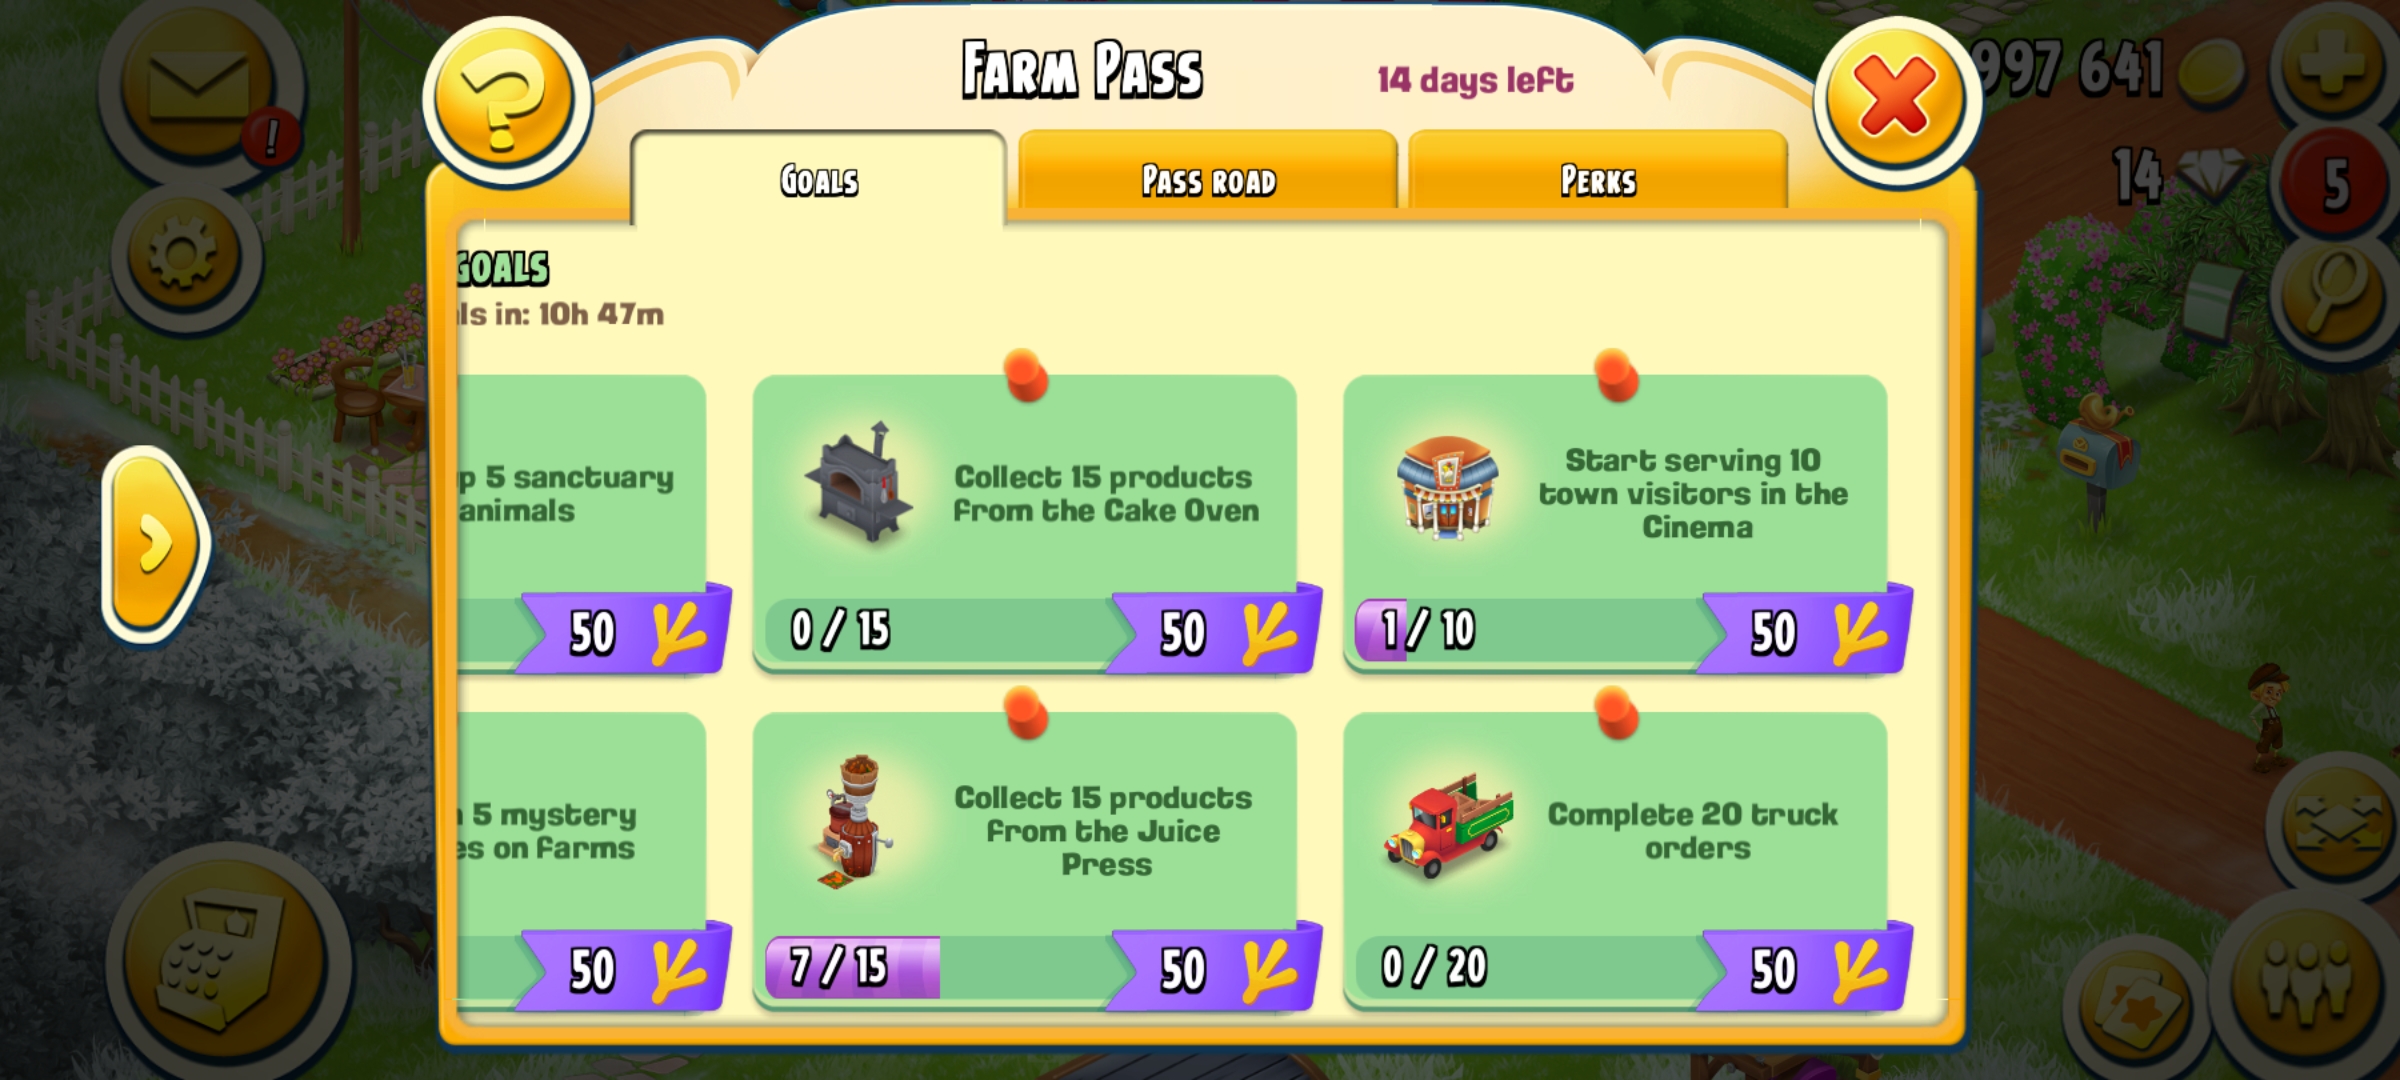 FARM PASS
14 days left
997 641
14
5
GOALS
PASS ROAD
PERKS
GOALS
ls in: 10h 47m
p 5 sanctuary
animals
50
Collect 15 products
from the Cake Oven
0 / 15
50
Start serving 10
town visitors in the
Cinema
1 / 10
50
5 mystery
es on farms
50
Collect 15 products
from the Juice
Press
7 / 15
50
Complete 20 truck
orders
0 / 20
50